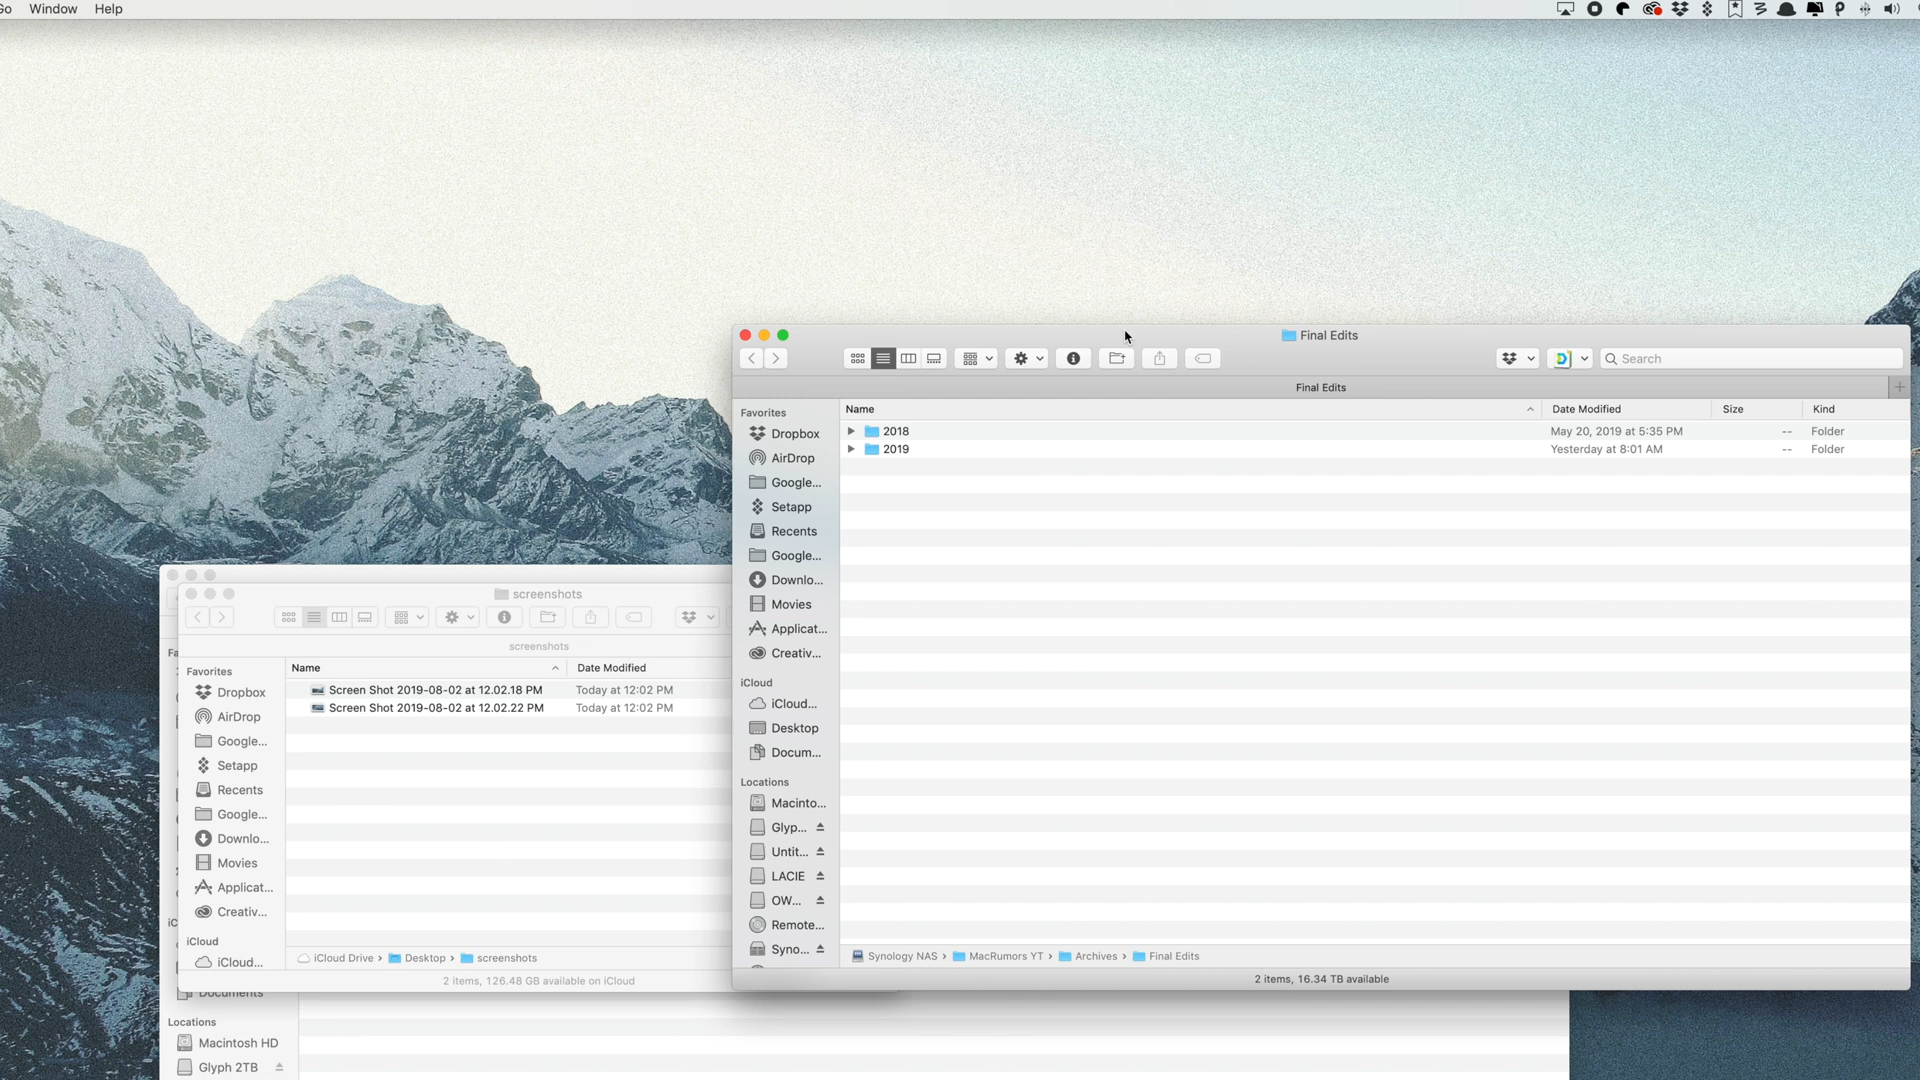 Window Help
Final Edits
Search
Final Edits
Favorites
Dropbox
AirDrop
Google...
Setapp
Recents
Google...
Downlo...
Movies
Applicat...
Creativ...
iCloud
iCloud...
Desktop
Docum...
Locations
Macinto...
Glyp...
Untit...
LACIE
OW...
Remote...
Syno...
Name Date Modified Size Kind
2018 May 20, 2019 at 5:35 PM -- Folder
2019 Yesterday at 8:01 AM -- Folder
Synology NAS › MacRumors YT › Archives › Final Edits
2 items, 16.34 TB available
screenshots
screenshots
Favorites
Dropbox
AirDrop
Google...
Setapp
Recents
Google...
Downlo...
Movies
Applicat...
Creativ...
iCloud
iCloud...
Name Date Modified
Screen Shot 2019-08-02 at 12.02.18 PM Today at 12:02 PM
Screen Shot 2019-08-02 at 12.02.22 PM Today at 12:02 PM
iCloud Drive › Desktop › screenshots
2 items, 126.48 GB available on iCloud
Documents
Locations
Macintosh HD
Glyph 2TB